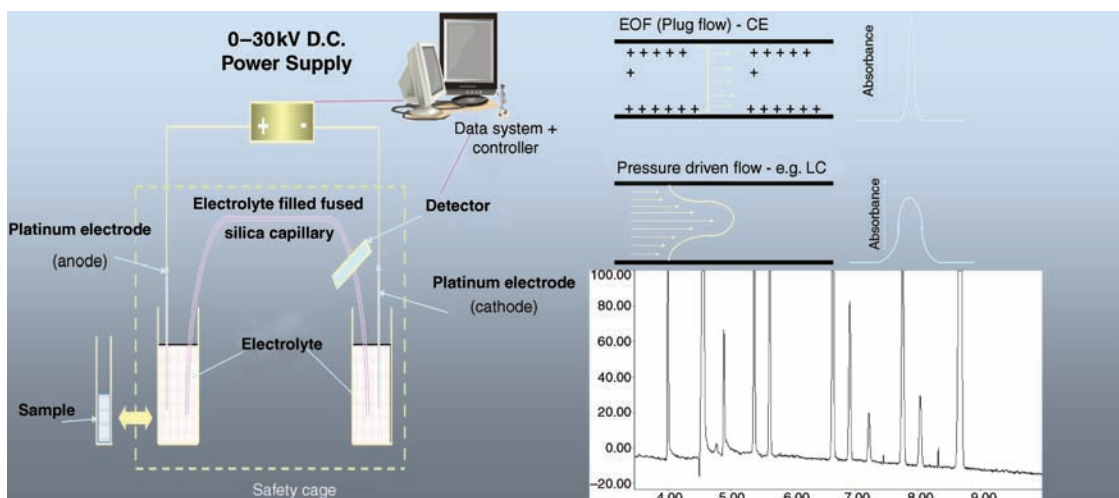 0–30kV D.C.
Power Supply
+ -
Data system +
controller
Electrolyte filled fused
silica capillary
Detector
Platinum electrode
(anode)
Platinum electrode
(cathode)
Electrolyte
Sample
Safety cage
EOF (Plug flow) - CE
+ + + + + + + + + +
+ +
+ + + + + + + + + + + +
Absorbance
Pressure driven flow - e.g. LC
Absorbance
100.00
80.00
60.00
40.00
20.00
0.00
−20.00
4.00 5.00 6.00 7.00 8.00 9.00